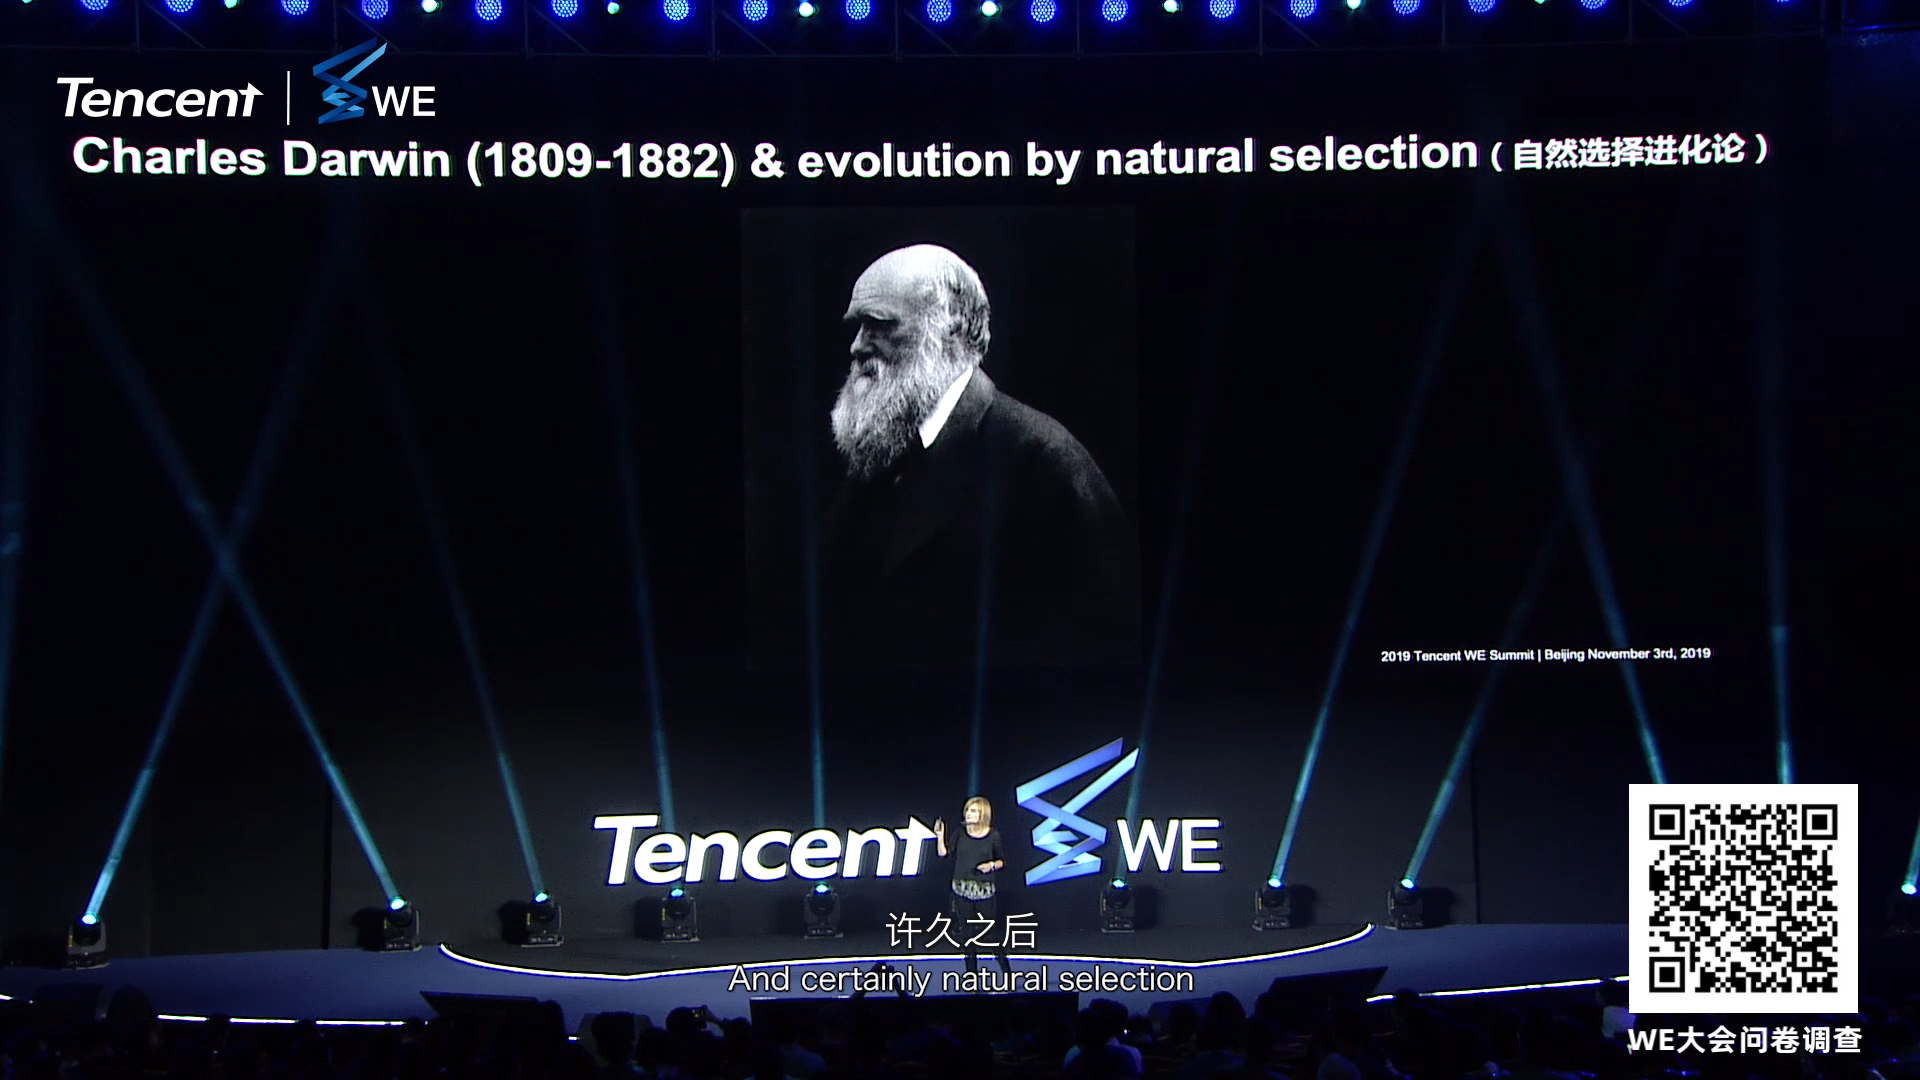 Tencent | WE
Charles Darwin (1809-1882) & evolution by natural selection（自然选择进化论）
2019 Tencent WE Summit | Beijing November 3rd, 2019
Tencent WE
许久之后
And certainly natural selection
WE大会问卷调查